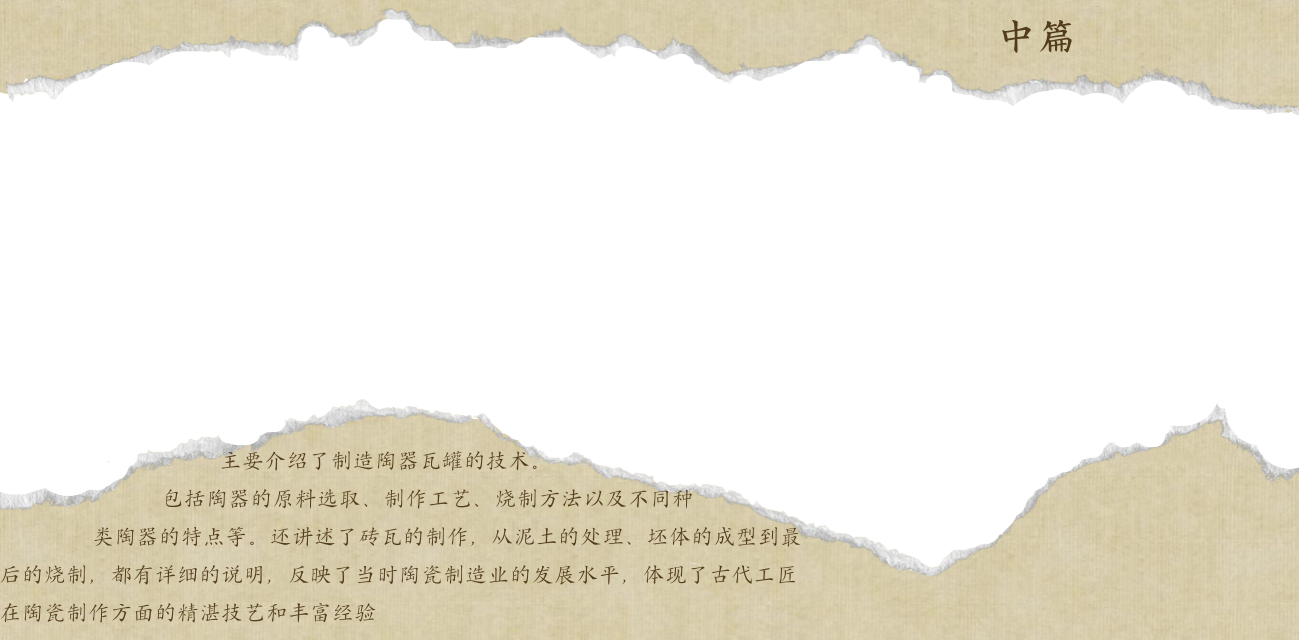 中篇
主要介绍了制造陶器瓦罐的技术。
包括陶器的原料选取、制作工艺、烧制方法以及不同种
类陶器的特点等。还讲述了砖瓦的制作，从泥土的处理、坯体的成型到最
后的烧制，都有详细的说明，反映了当时陶瓷制造业的发展水平，体现了古代工匠
在陶瓷制作方面的精湛技艺和丰富经验